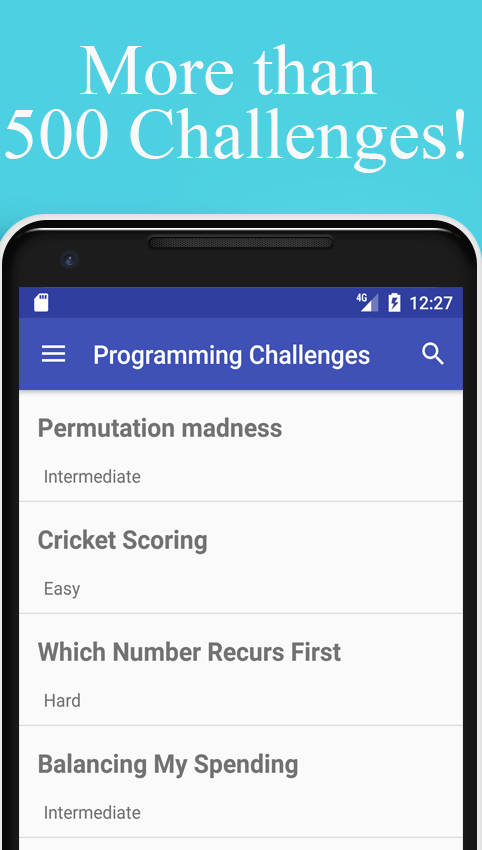 More than
500 Challenges!
4G 12:27
Programming Challenges
Permutation madness
Intermediate
Cricket Scoring
Easy
Which Number Recurs First
Hard
Balancing My Spending
Intermediate